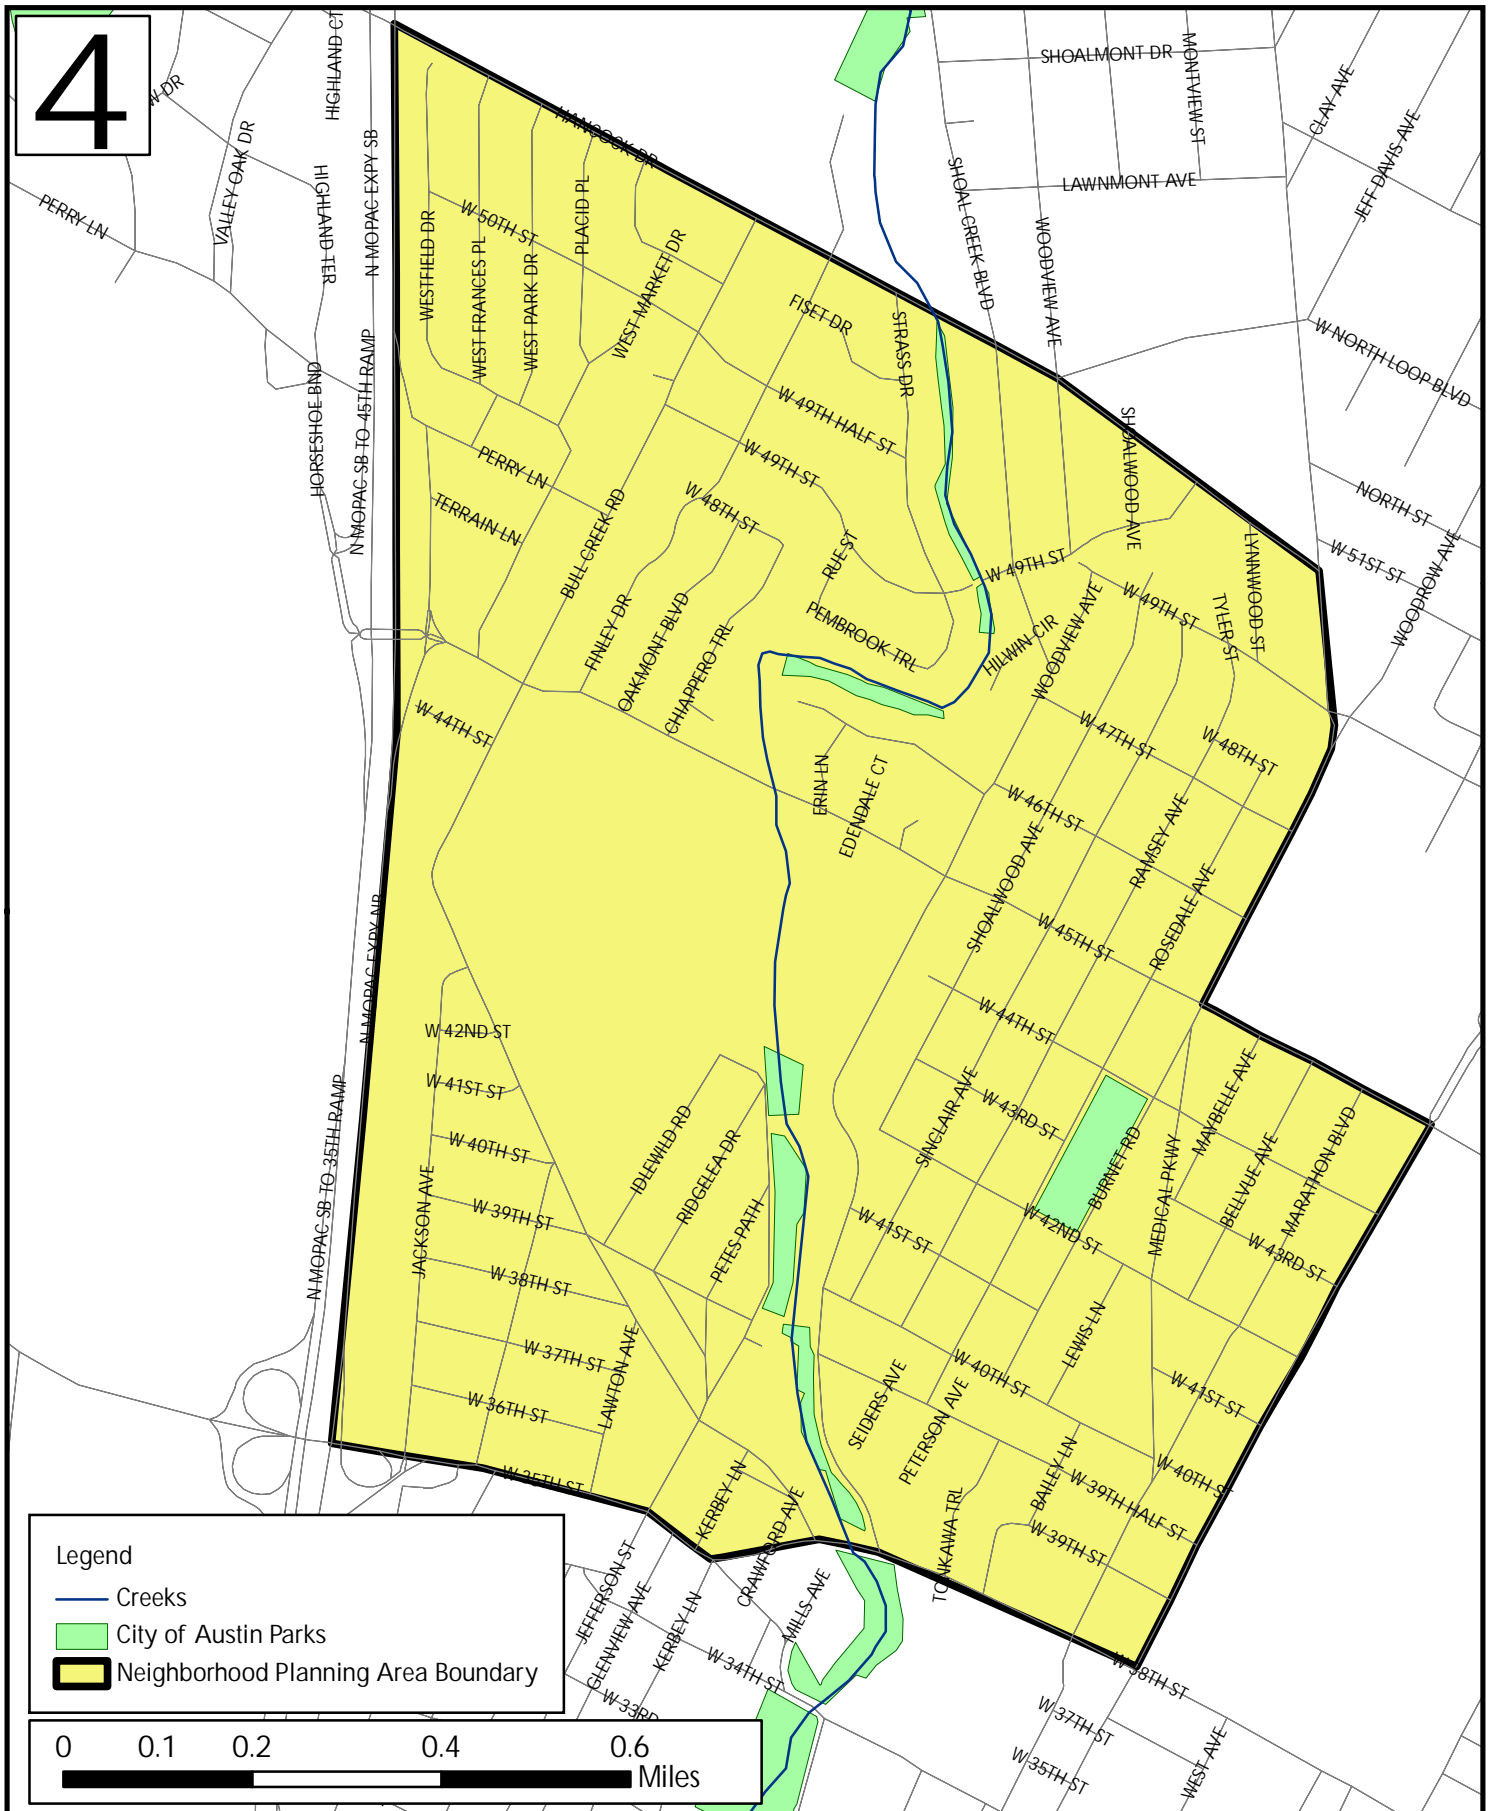 4
W DR
HIGHLAND CT
SHOALMONT DR
MONTVIEW ST
CLAY AVE
JEFF DAVIS AVE
HANCOCK DR
VALLEY OAK DR
HIGHLAND TER
N MOPAC EXPY SB
PERRY LN
LAWNMONT AVE
SHOAL CREEK BLVD
WOODVIEW AVE
W 50TH ST
PLACID PL
WESTFIELD DR
WEST FRANCES PL
WEST PARK DR
WEST MARKET DR
FISET DR
STRASS DR
W NORTH LOOP BLVD
HORSESHOE BND
N MOPAC SB TO 45TH RAMP
W 49TH HALF ST
W 49TH ST
SHOALWOOD AVE
PERRY LN
TERRAIN LN
BULL CREEK RD
W 48TH ST
RUE ST
NORTH ST
W 51ST ST
WOODROW AVE
W 49TH ST
LYNNWOOD ST
TYLER ST
W 49TH ST
FINLEY DR
OAKMONT BLVD
CHIAPPERO TRL
PEMBROOK TRL
HILWIN CIR
WOODVIEW AVE
W 44TH ST
W 47TH ST
W 48TH ST
ERIN LN
EDENDALE CT
W 46TH ST
RAMSEY AVE
SHOALWOOD AVE
ROSEDALE AVE
W 45TH ST
N MOPAC EXPY NB
W 44TH ST
W 42ND ST
W 41ST ST
W 40TH ST
W 39TH ST
W 38TH ST
W 37TH ST
W 36TH ST
JACKSON AVE
N MOPAC SB TO 35TH RAMP
IDLEWILD RD
RIDGELEA DR
PETES PATH
SINCLAIR AVE
W 43RD ST
BURNET RD
MEDICAL PKWY
MAYBELLE AVE
BELLVUE AVE
MARATHON BLVD
W 41ST ST
W 42ND ST
W 43RD ST
LAWTON AVE
LEWIS LN
SEIDERS AVE
PETERSON AVE
W 40TH ST
W 41ST ST
W 35TH ST
KERBEY LN
CRAWFORD AVE
TONKAWA TRL
BAILEY LN
W 39TH HALF ST
W 40TH ST
W 39TH ST
JEFFERSON ST
GLENVIEW AVE
KERBEY LN
MILLS AVE
W 34TH ST
W 33RD
W 38TH ST
W 37TH ST
W 35TH ST
WEST AVE
Legend
Creeks
City of Austin Parks
Neighborhood Planning Area Boundary
0 0.1 0.2 0.4 0.6
Miles